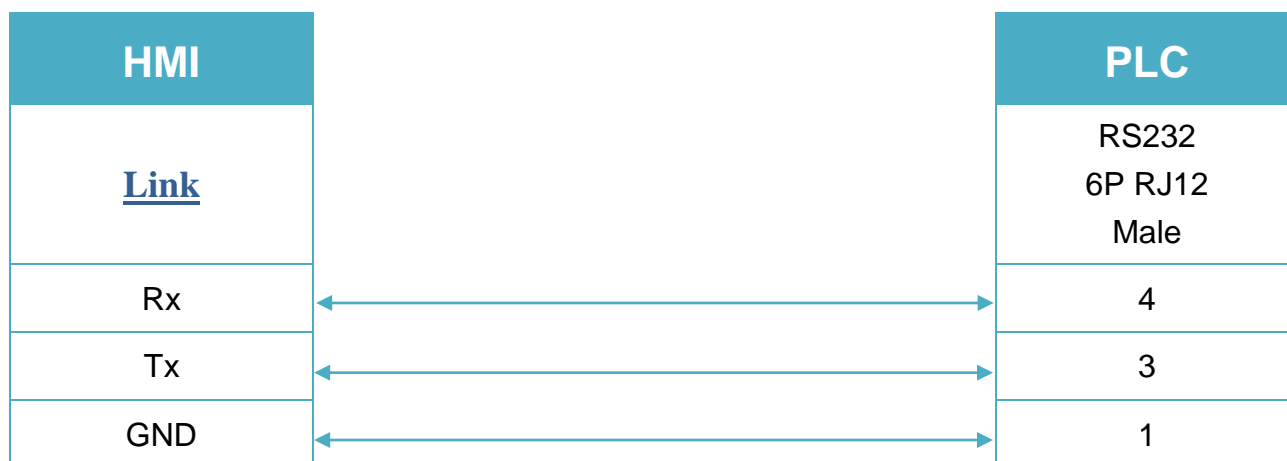 HMI
PLC
Link
RS232
6P RJ12
Male
Rx
4
Tx
3
GND
1